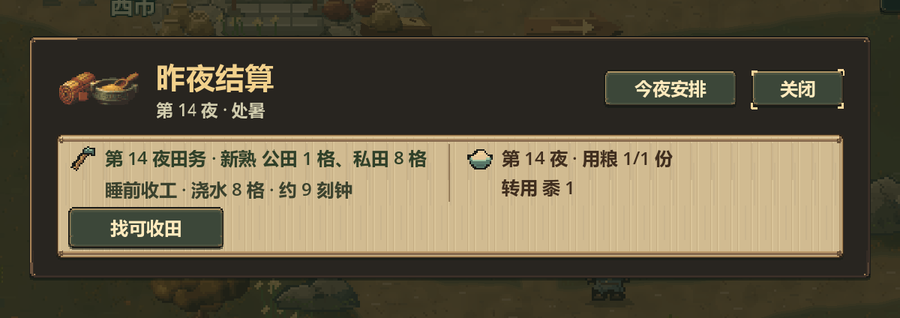 西市
昨夜结算
第 14 夜 · 处暑
今夜安排
关闭
第 14 夜田务 · 新熟 公田 1 格、私田 8 格
睡前收工 · 浇水 8 格 · 约 9 刻钟
找可收田
第 14 夜 · 用粮 1/1 份
转用 黍 1